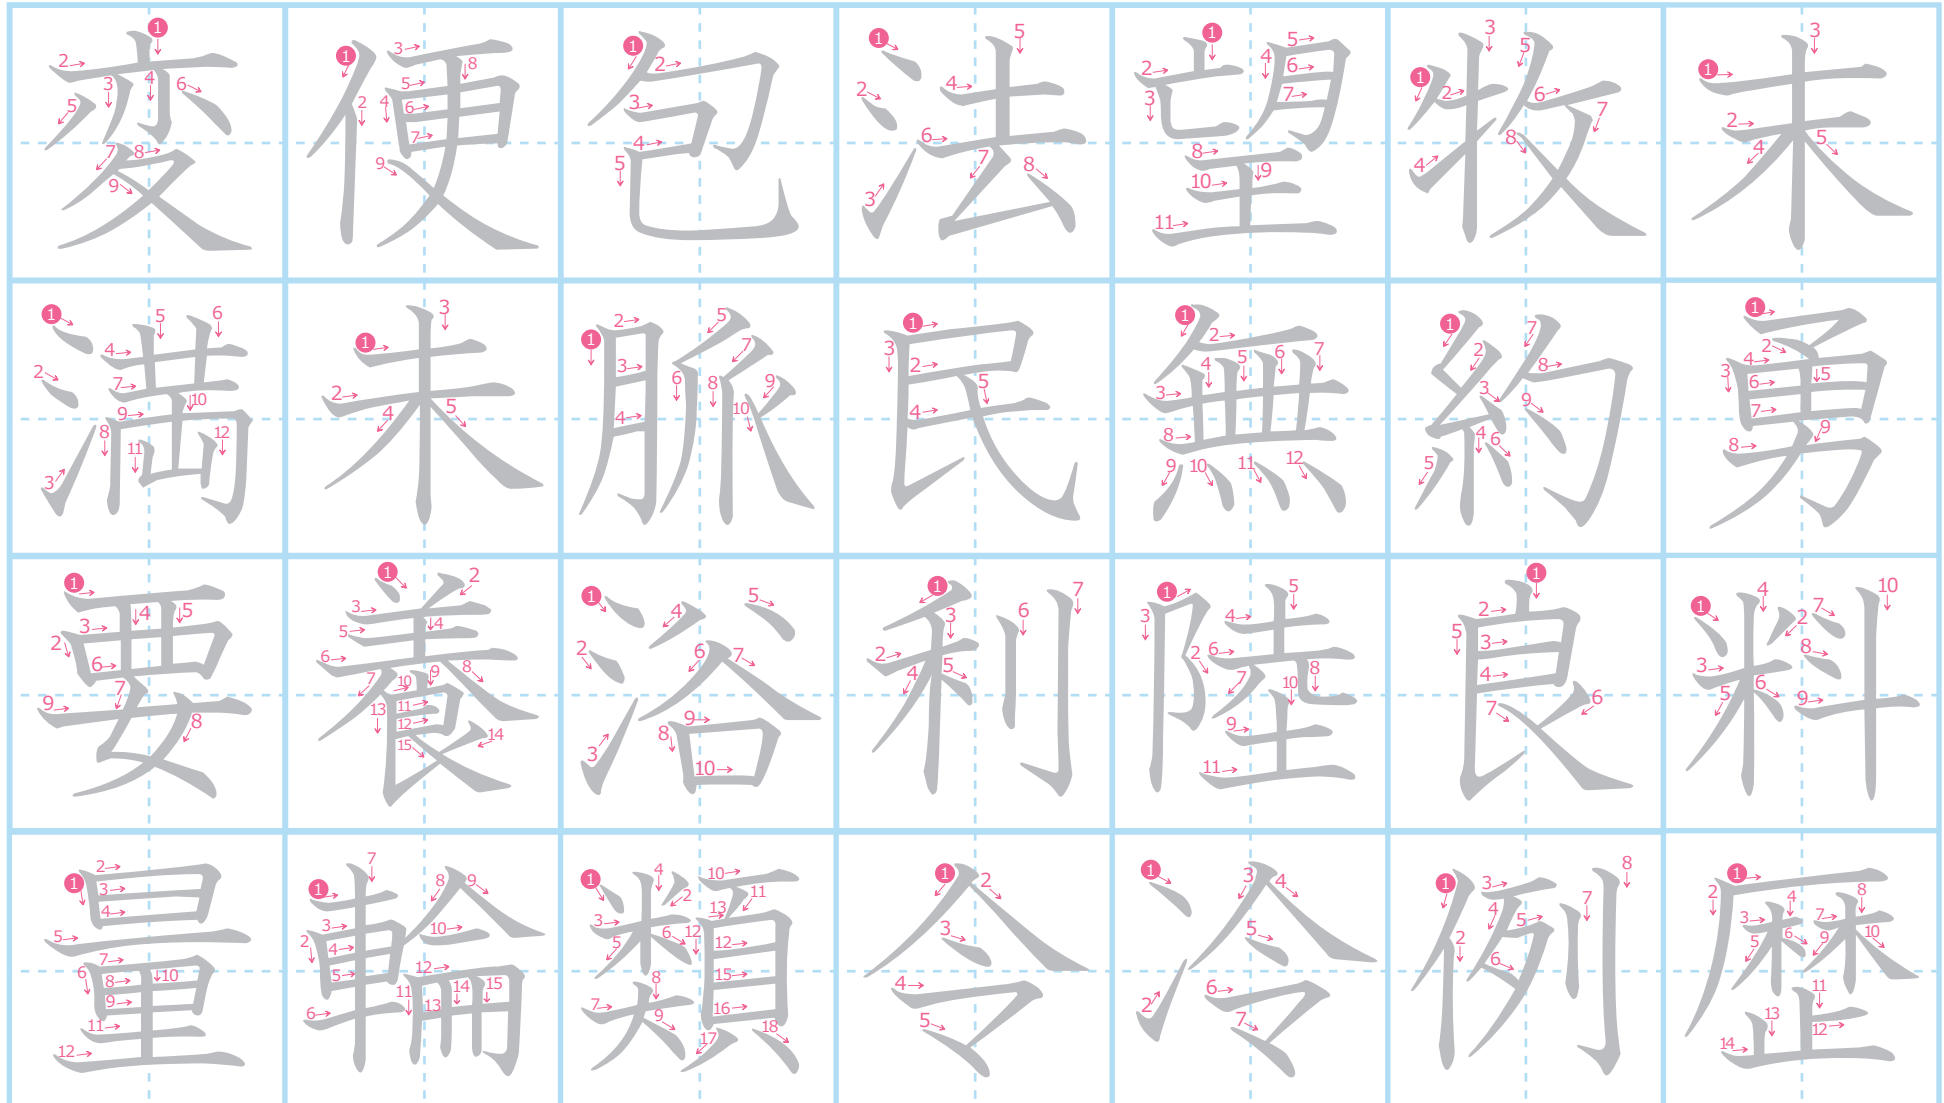 変 便 包 法 望 牧 末
満 未 脈 民 無 約 勇
要 養 浴 利 陸 良 料
量 輪 類 令 冷 例 歴